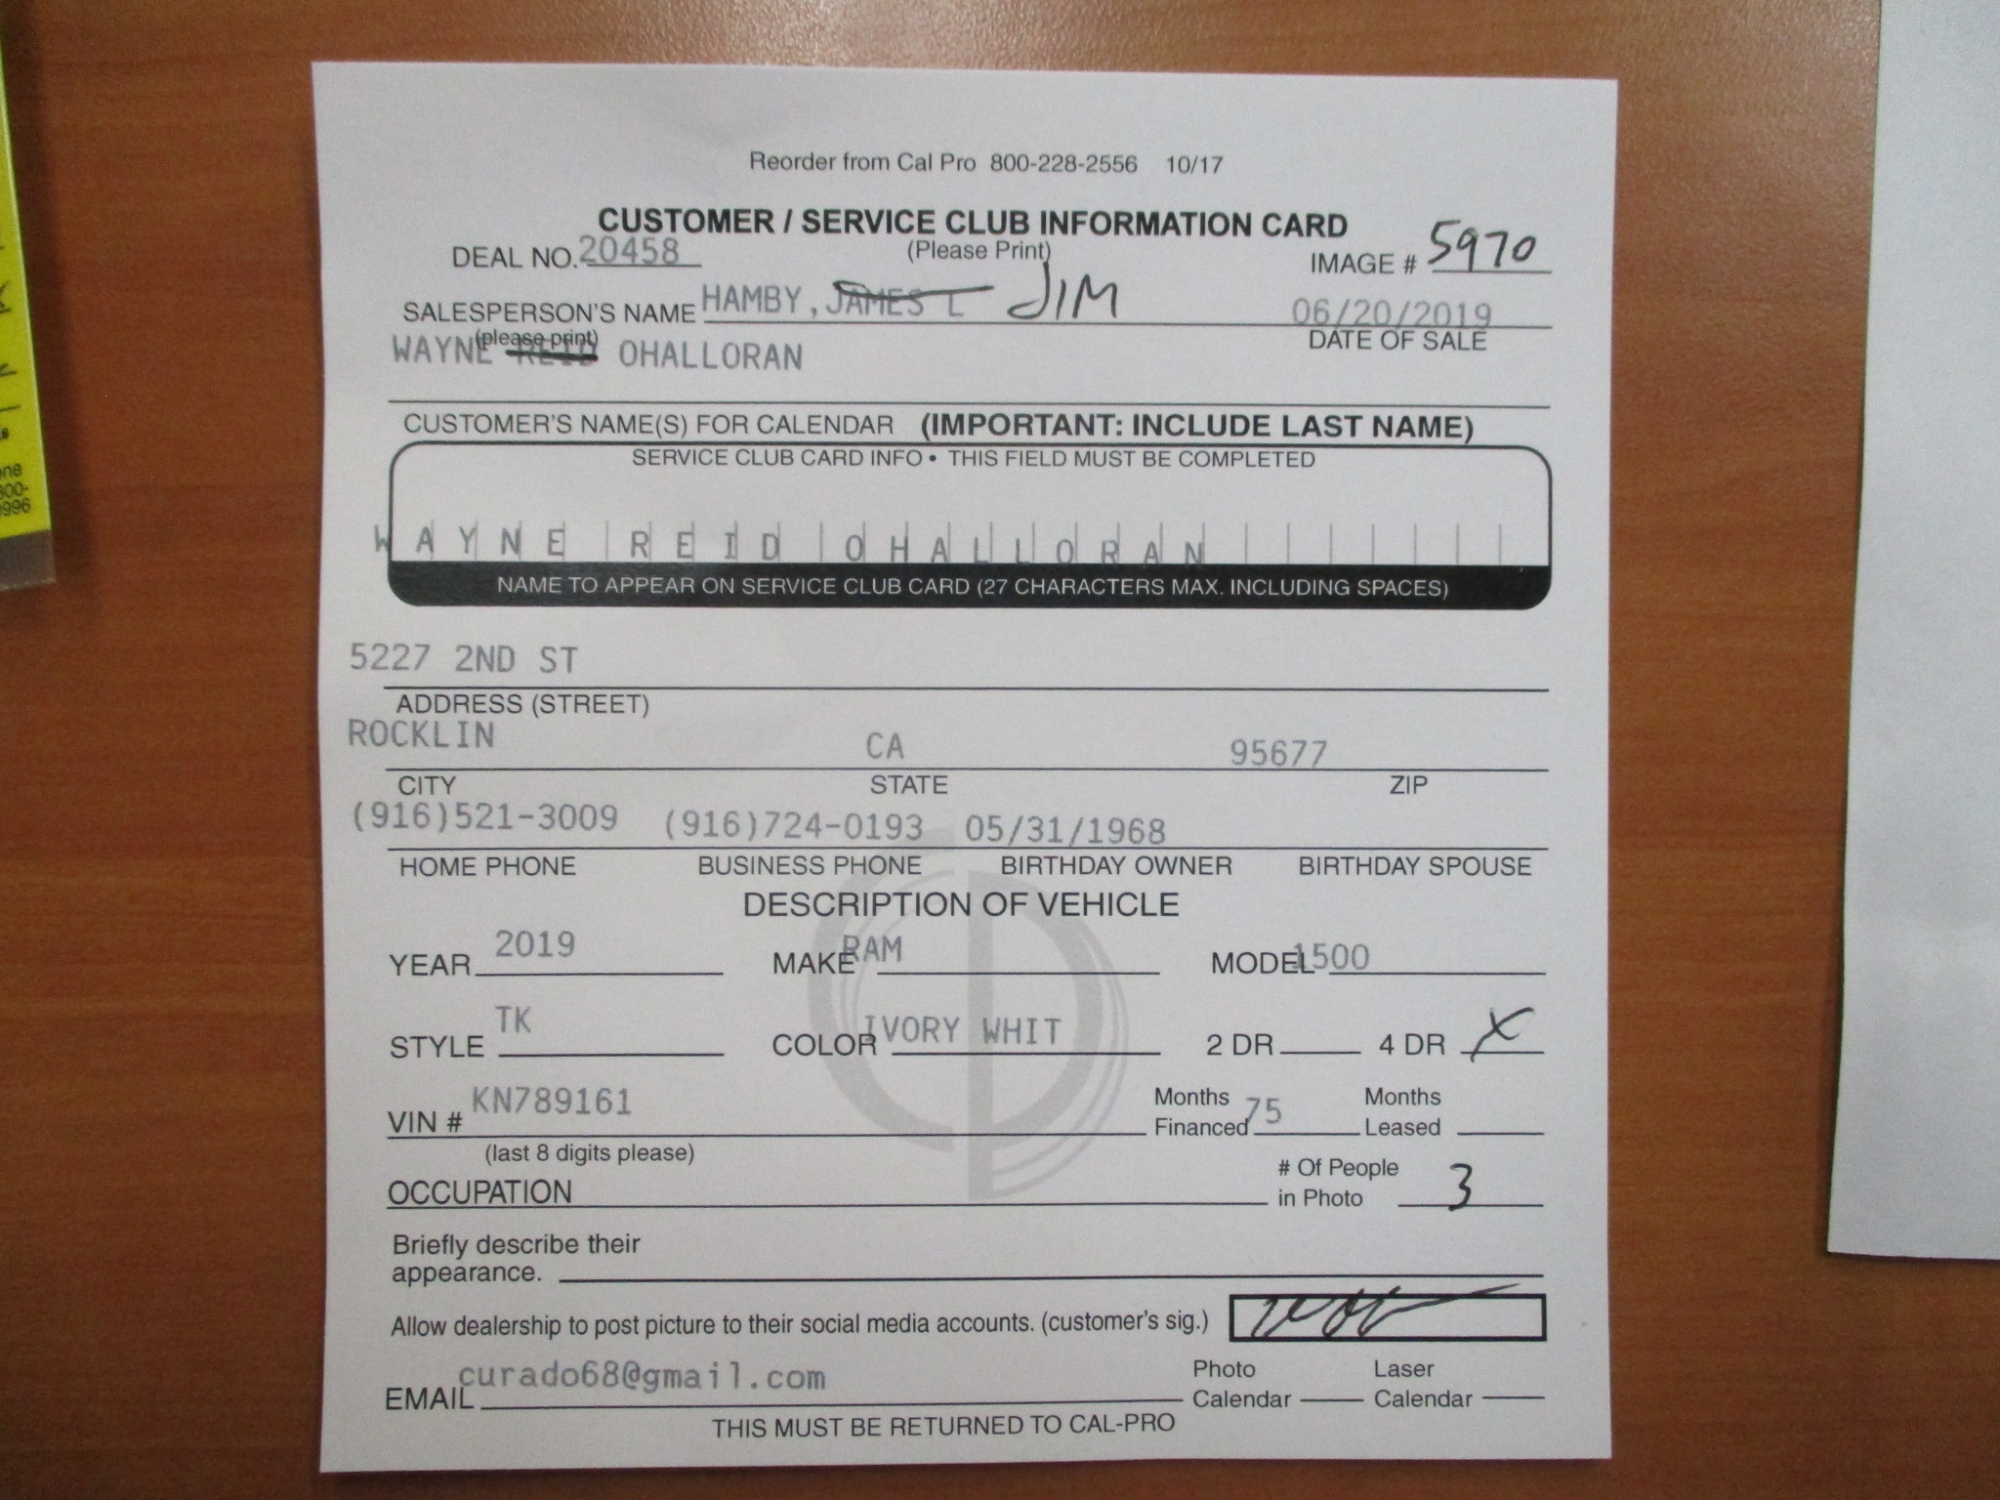 Reorder from Cal Pro 800-228-2556 10/17
CUSTOMER / SERVICE CLUB INFORMATION CARD
DEAL NO. 20458 (Please Print) IMAGE # 5970
SALESPERSON'S NAME HAMBY, JAMES L JIM 06/20/2019
(please print) DATE OF SALE
WAYNE REID OHALLORAN
CUSTOMER'S NAME(S) FOR CALENDAR (IMPORTANT: INCLUDE LAST NAME)
SERVICE CLUB CARD INFO • THIS FIELD MUST BE COMPLETED
WAYNE REID OHALLORAN
NAME TO APPEAR ON SERVICE CLUB CARD (27 CHARACTERS MAX. INCLUDING SPACES)
5227 2ND ST
ADDRESS (STREET)
ROCKLIN CA 95677
CITY STATE ZIP
(916)521-3009 (916)724-0193 05/31/1968
HOME PHONE BUSINESS PHONE BIRTHDAY OWNER BIRTHDAY SPOUSE
DESCRIPTION OF VEHICLE
YEAR 2019 MAKE RAM MODEL 1500
STYLE TK COLOR IVORY WHIT 2 DR 4 DR X
VIN # KN789161 Months Financed 75 Months Leased
(last 8 digits please)
OCCUPATION # Of People in Photo 3
Briefly describe their
appearance.
Allow dealership to post picture to their social media accounts. (customer's sig.)
EMAIL curado68@gmail.com Photo Calendar Laser Calendar
THIS MUST BE RETURNED TO CAL-PRO